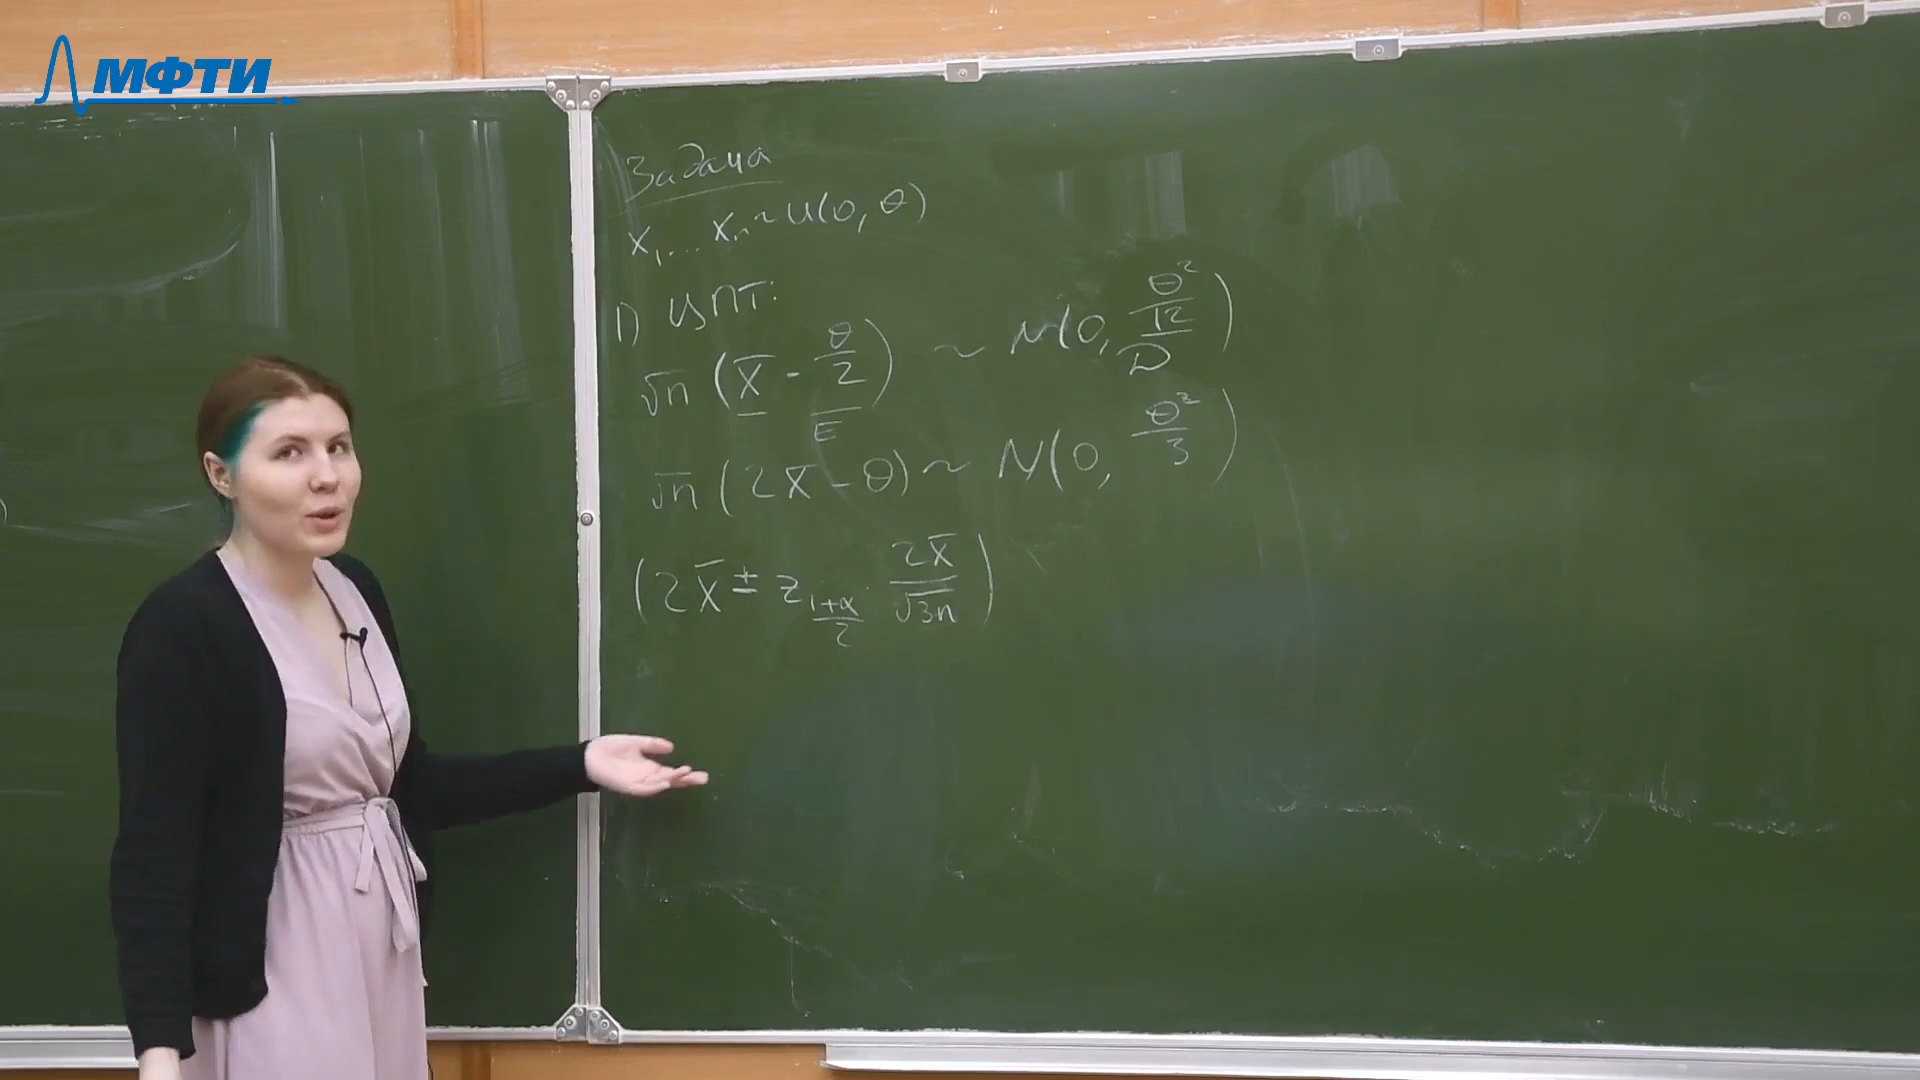 МФТИ
Задача
X₁,... Xₙ ~ U(0, θ)
1) ЦПТ:
√n (X̄ - θ/2) ~ N(0, θ²/12)
E D
√n (2X̄ - θ) ~ N(0, θ²/3)
(2X̄ ± z_{(1+α)/2} · 2X̄/√3n)